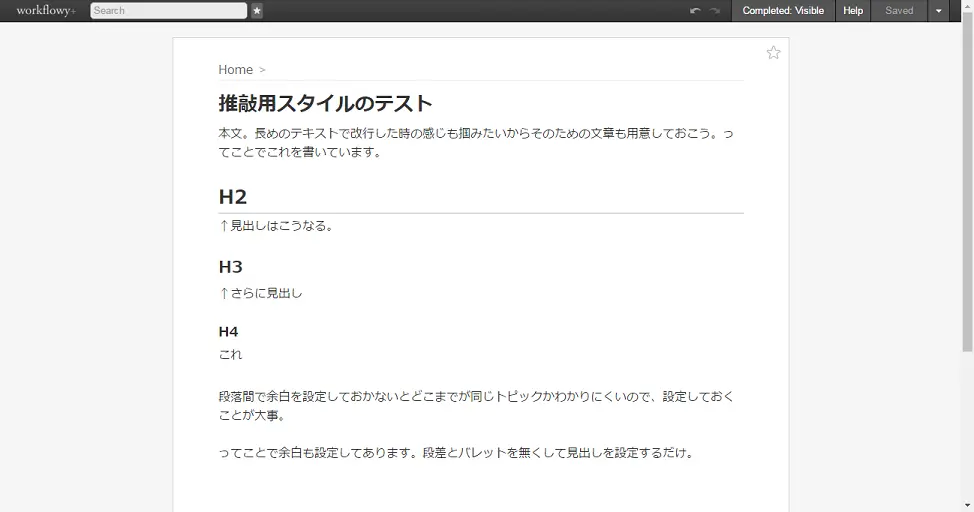 workflowy+ Search Completed: Visible Help Saved
Home >
推敲用スタイルのテスト
本文。長めのテキストで改行した時の感じも掴みたいからそのための文章も用意しておこう。っ
てことでこれを書いています。
H2
↑見出しはこうなる。
H3
↑さらに見出し
H4
これ
段落間で余白を設定しておかないとどこまでが同じトピックかわかりにくいので、設定しておく
ことが大事。
ってことで余白も設定してあります。段差とバレットを無くして見出しを設定するだけ。